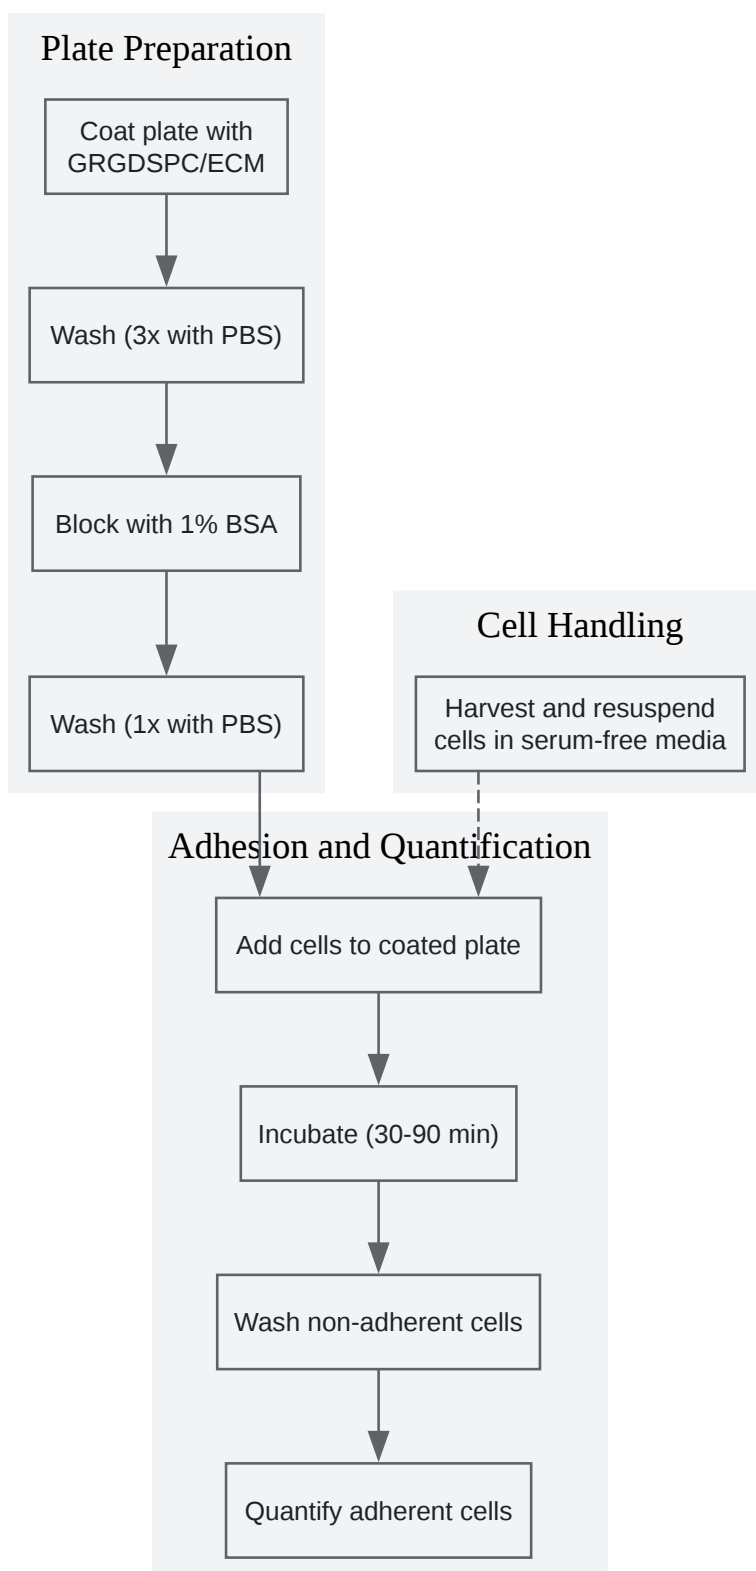 Plate Preparation
Coat plate with
GRGDSPC/ECM
Wash (3x with PBS)
Block with 1% BSA
Wash (1x with PBS)
Cell Handling
Harvest and resuspend
cells in serum-free media
Adhesion and Quantification
Add cells to coated plate
Incubate (30-90 min)
Wash non-adherent cells
Quantify adherent cells